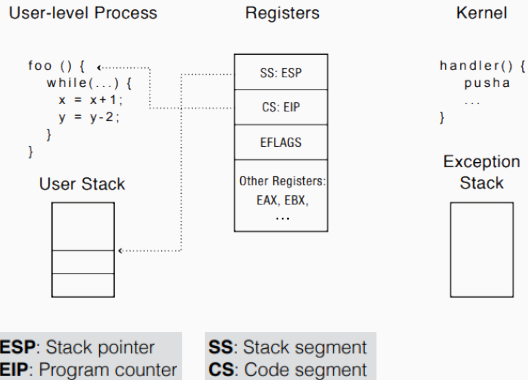 User-level Process
Registers
Kernel
foo () {
while(...) {
x = x+1;
y = y-2;
}
}
User Stack
SS: ESP
CS: EIP
EFLAGS
Other Registers:
EAX, EBX,
...
handler() {
pusha
...
}
Exception
Stack
ESP: Stack pointer
EIP: Program counter
SS: Stack segment
CS: Code segment